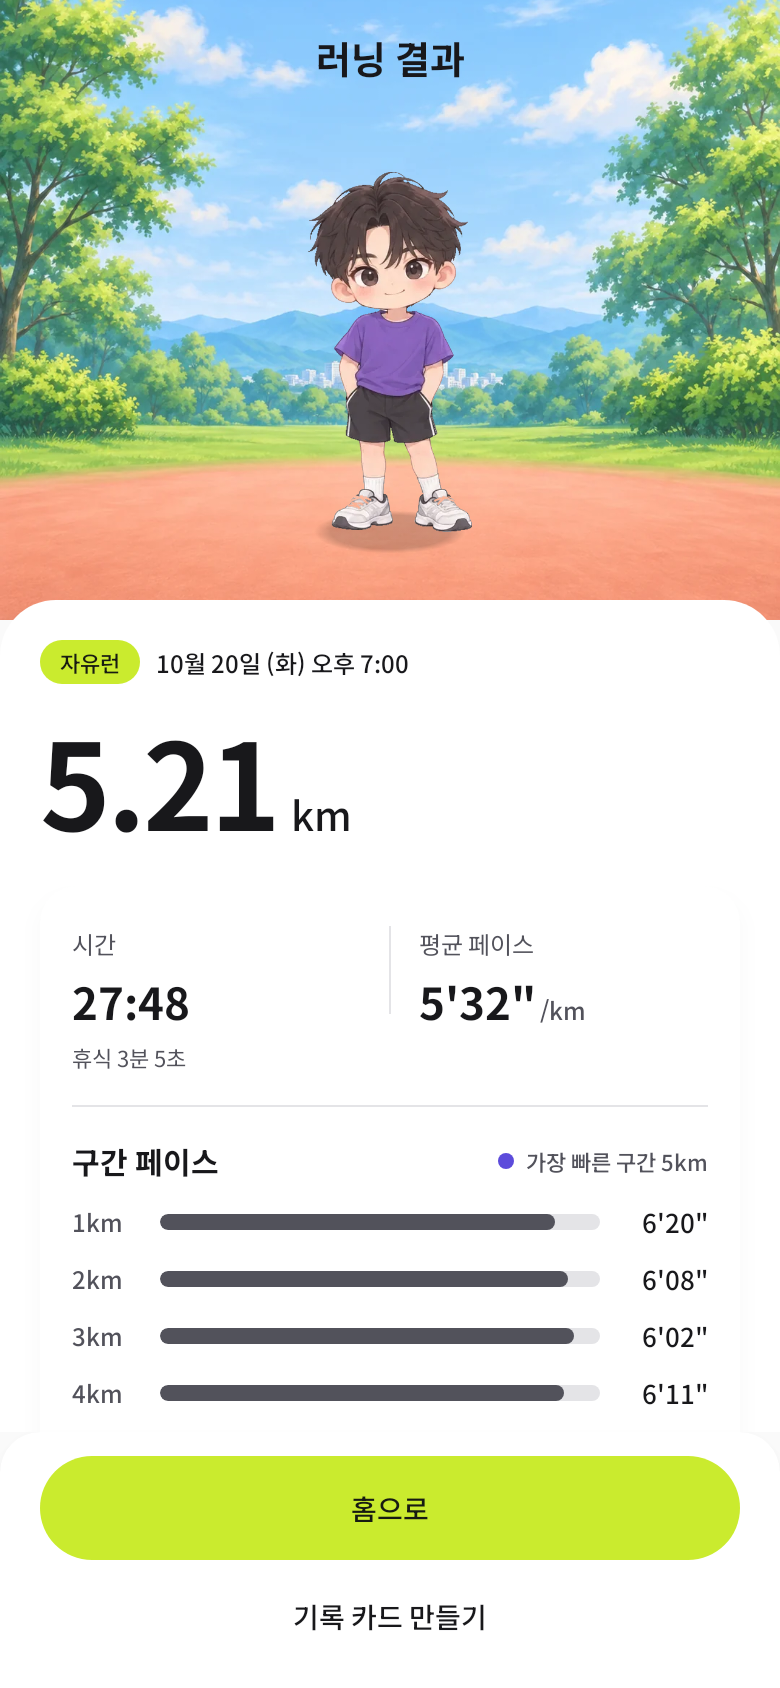 러닝 결과
자유런 10월 20일 (화) 오후 7:00
5.21 km
시간 평균 페이스
27:48 5'32" /km
휴식 3분 5초
구간 페이스 가장 빠른 구간 5km
1km 6'20"
2km 6'08"
3km 6'02"
4km 6'11"
홈으로
기록 카드 만들기